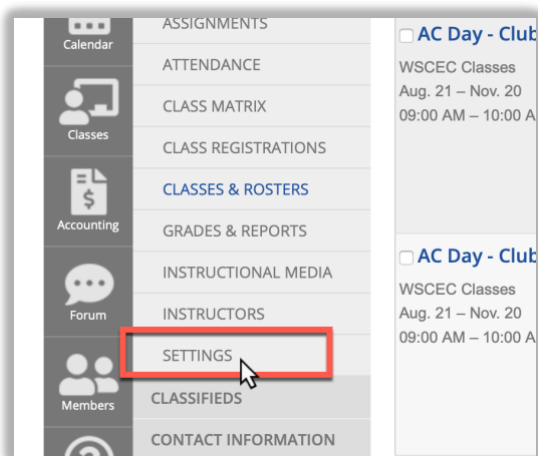 Calendar
Classes
Accounting
Forum
Members
ASSIGNMENTS
ATTENDANCE
CLASS MATRIX
CLASS REGISTRATIONS
CLASSES & ROSTERS
GRADES & REPORTS
INSTRUCTIONAL MEDIA
INSTRUCTORS
SETTINGS
CLASSIFIEDS
CONTACT INFORMATION
AC Day - Club
WSCEC Classes
Aug. 21 – Nov. 20
09:00 AM – 10:00 A
AC Day - Club
WSCEC Classes
Aug. 21 – Nov. 20
09:00 AM – 10:00 A